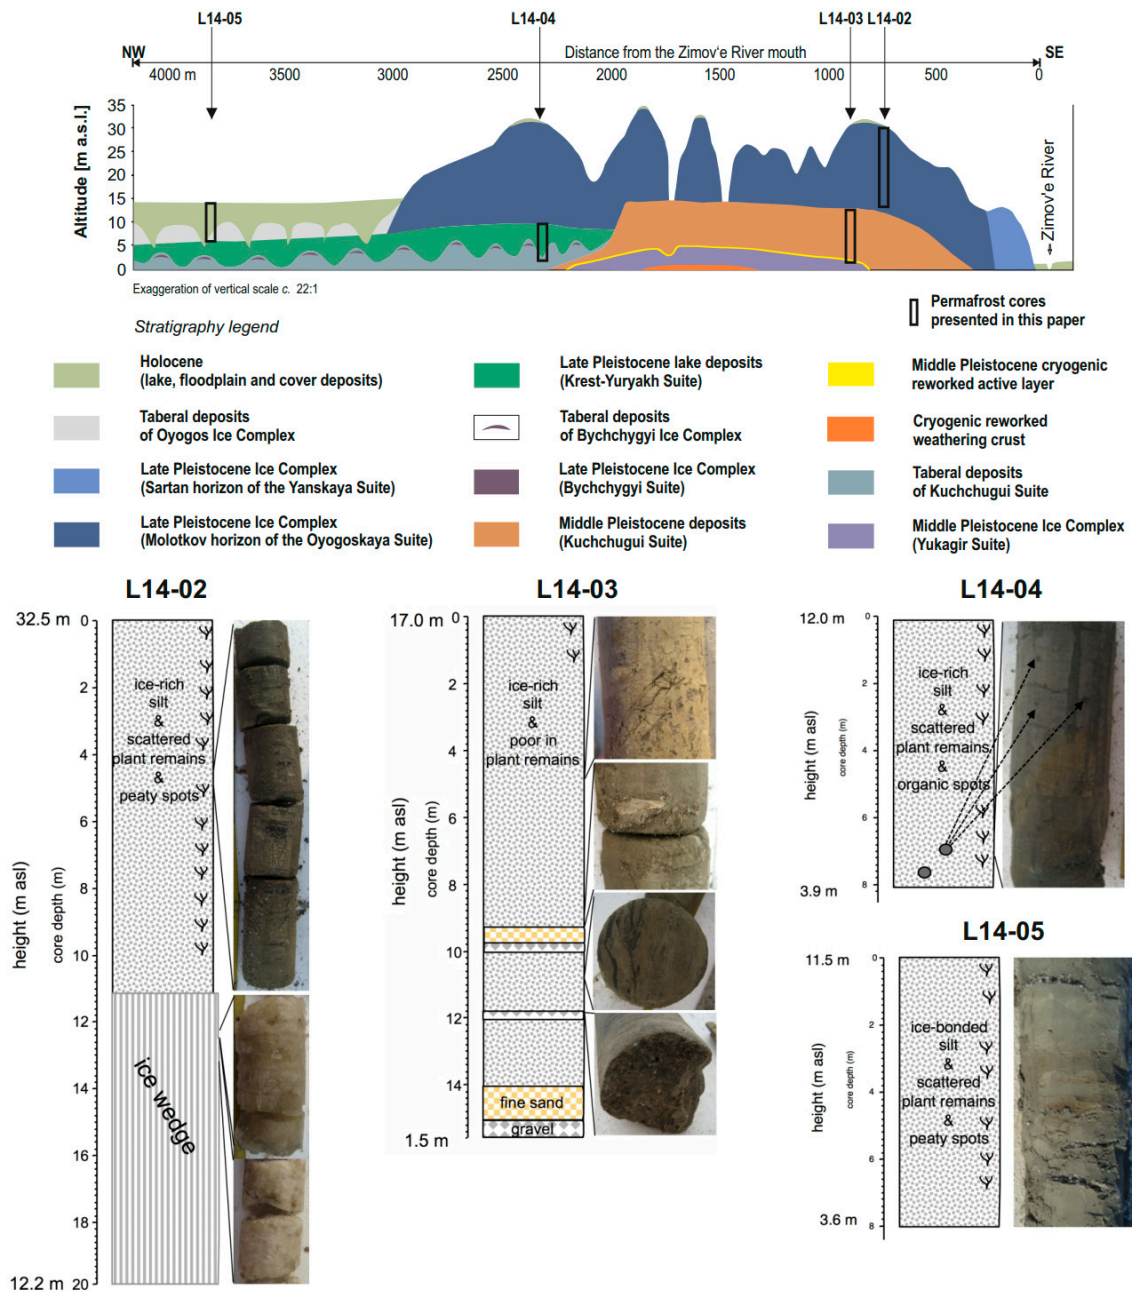 L14-05 L14-04 L14-03 L14-02
NW Distance from the Zimov'e River mouth SE
4000 m 3500 3000 2500 2000 1500 1000 500 0
Altitude [m a.s.l.]
35
30
25
20
15
10
5
0
Zimov'e River
Exaggeration of vertical scale c. 22:1
Permafrost cores
presented in this paper
Stratigraphy legend
Holocene
(lake, floodplain and cover deposits)
Taberal deposits
of Oyogos Ice Complex
Late Pleistocene Ice Complex
(Sartan horizon of the Yanskaya Suite)
Late Pleistocene Ice Complex
(Molotkov horizon of the Oyogoskaya Suite)
Late Pleistocene lake deposits
(Krest-Yuryakh Suite)
Taberal deposits
of Bychchygyi Ice Complex
Late Pleistocene Ice Complex
(Bychchygyi Suite)
Middle Pleistocene deposits
(Kuchchugui Suite)
Middle Pleistocene cryogenic
reworked active layer
Cryogenic reworked
weathering crust
Taberal deposits
of Kuchchugui Suite
Middle Pleistocene Ice Complex
(Yukagir Suite)
L14-02
32.5 m
height (m asl)
core depth (m)
0
2
4
6
8
10
12
14
16
18
20
12.2 m
ice-rich
silt
&
scattered
plant remains
&
peaty spots
ice wedge
L14-03
17.0 m
height (m asl)
core depth (m)
0
2
4
6
8
10
12
14
1.5 m
ice-rich
silt
&
poor in
plant remains
fine sand
gravel
L14-04
12.0 m
height (m asl)
core depth (m)
0
2
4
6
8
3.9 m
ice-rich
silt
&
scattered
plant remains
&
organic spots
L14-05
11.5 m
height (m asl)
core depth (m)
0
2
4
6
8
3.6 m
ice-bonded
silt
&
scattered
plant remains
&
peaty spots